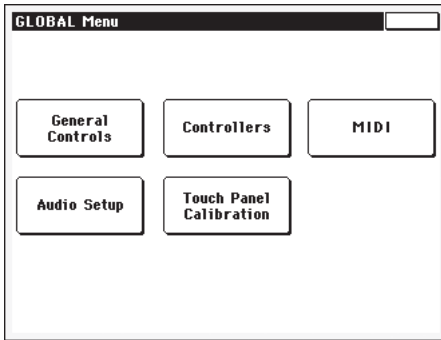 GLOBAL Menu
General
Controls
Controllers
MIDI
Audio Setup
Touch Panel
Calibration